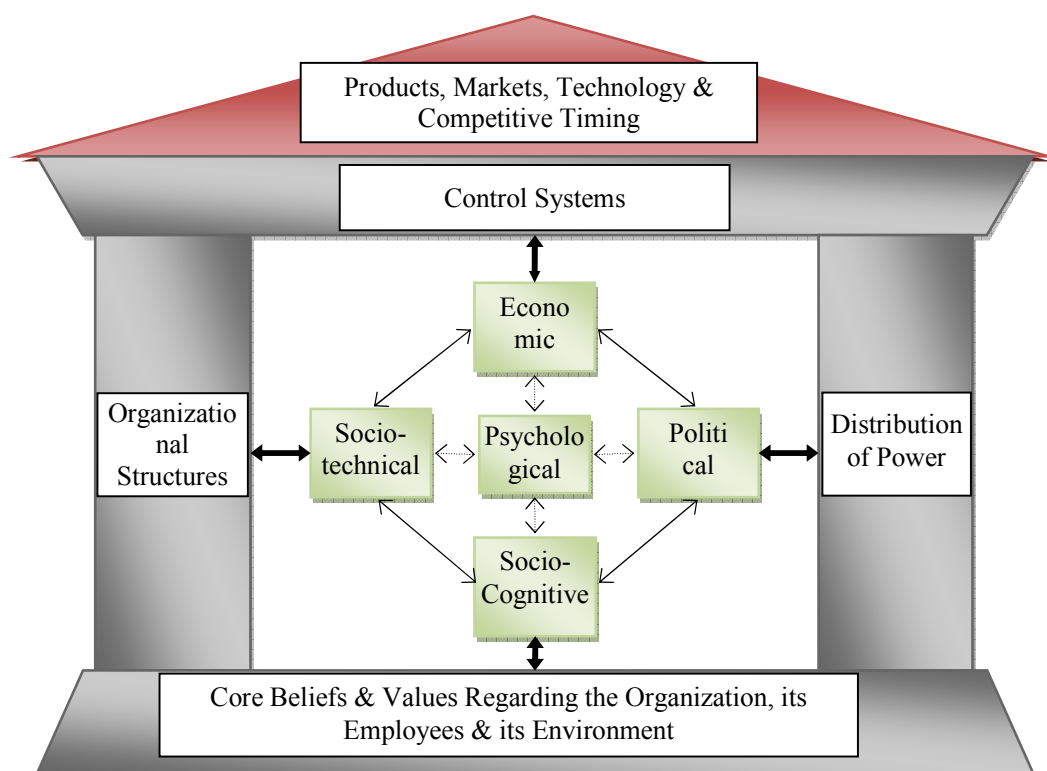 Products, Markets, Technology &
Competitive Timing
Control Systems
Econo
mic
Organizatio
nal
Structures
Socio-
technical
Psycholo
gical
Politi
cal
Distribution
of Power
Socio-
Cognitive
Core Beliefs & Values Regarding the Organization, its
Employees & its Environment